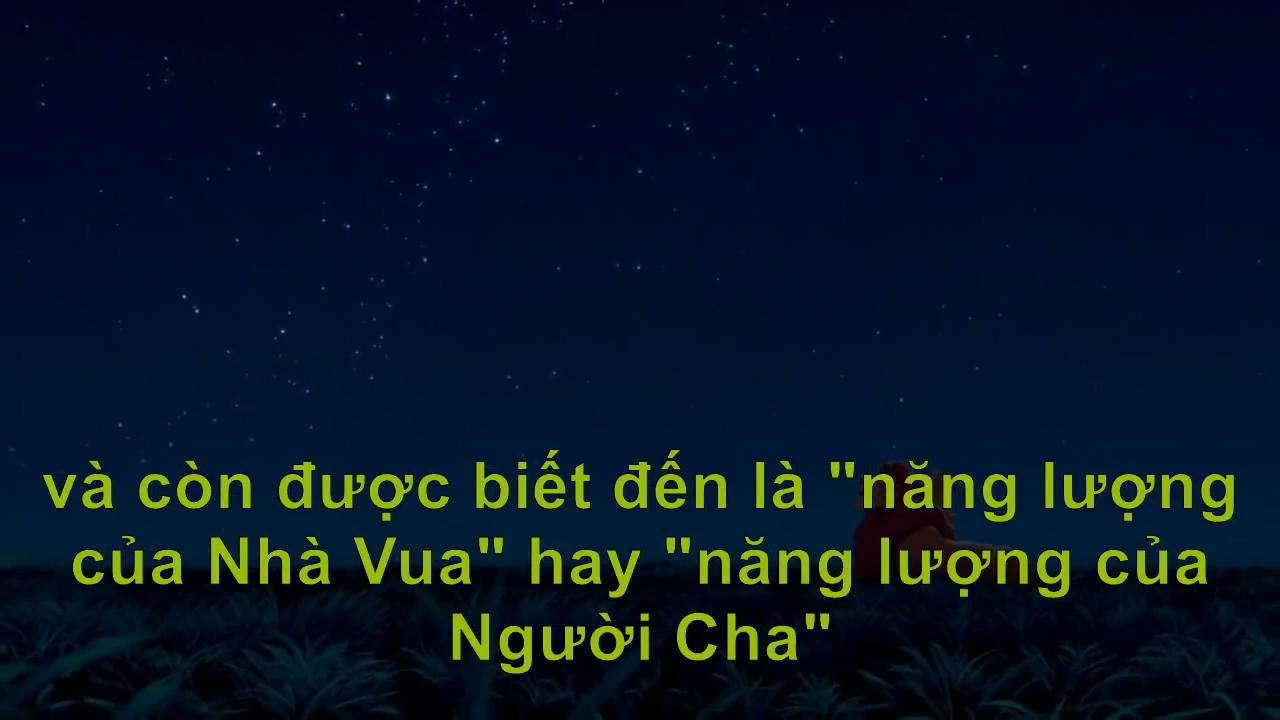 và còn được biết đến là "năng lượng
của Nhà Vua" hay "năng lượng của
Người Cha"